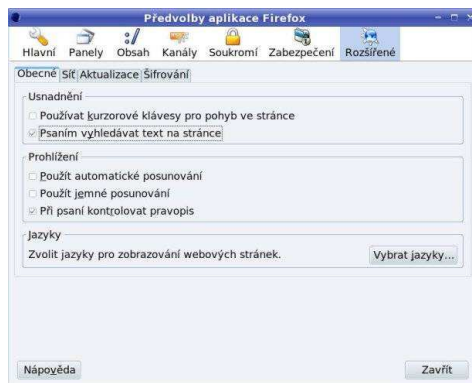 Předvolby aplikace Firefox
Hlavní Panely Obsah Kanály Soukromí Zabezpečení Rozšířené
Obecné Síť Aktualizace Šifrování
Usnadnění
Používat kurzorové klávesy pro pohyb ve stránce
Psaním vyhledávat text na stránce
Prohlížení
Použít automatické posunování
Použít jemné posunování
Při psaní kontrolovat pravopis
Jazyky
Zvolit jazyky pro zobrazování webových stránek.
Vybrat jazyky...
Nápověda
Zavřít